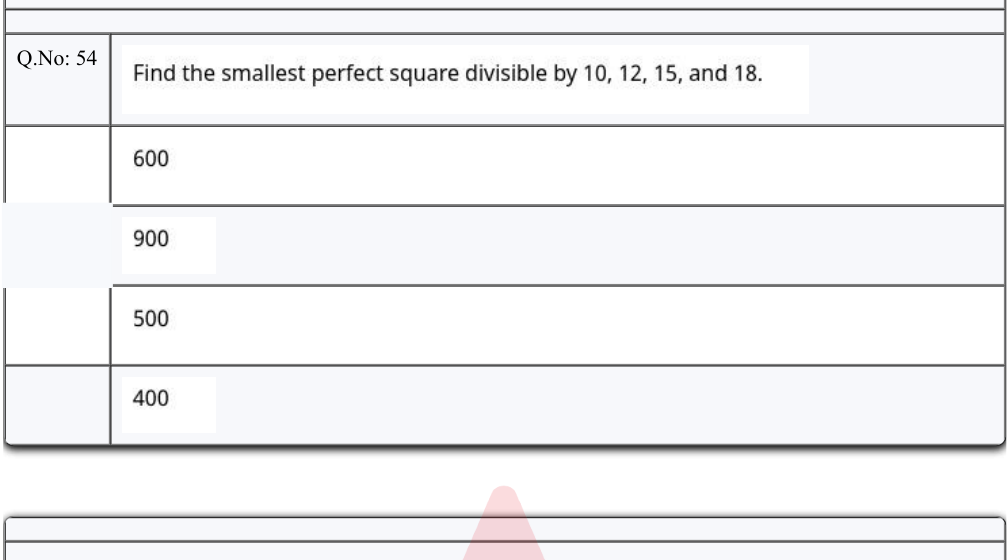 Q.No: 54
Find the smallest perfect square divisible by 10, 12, 15, and 18.
600
900
500
400